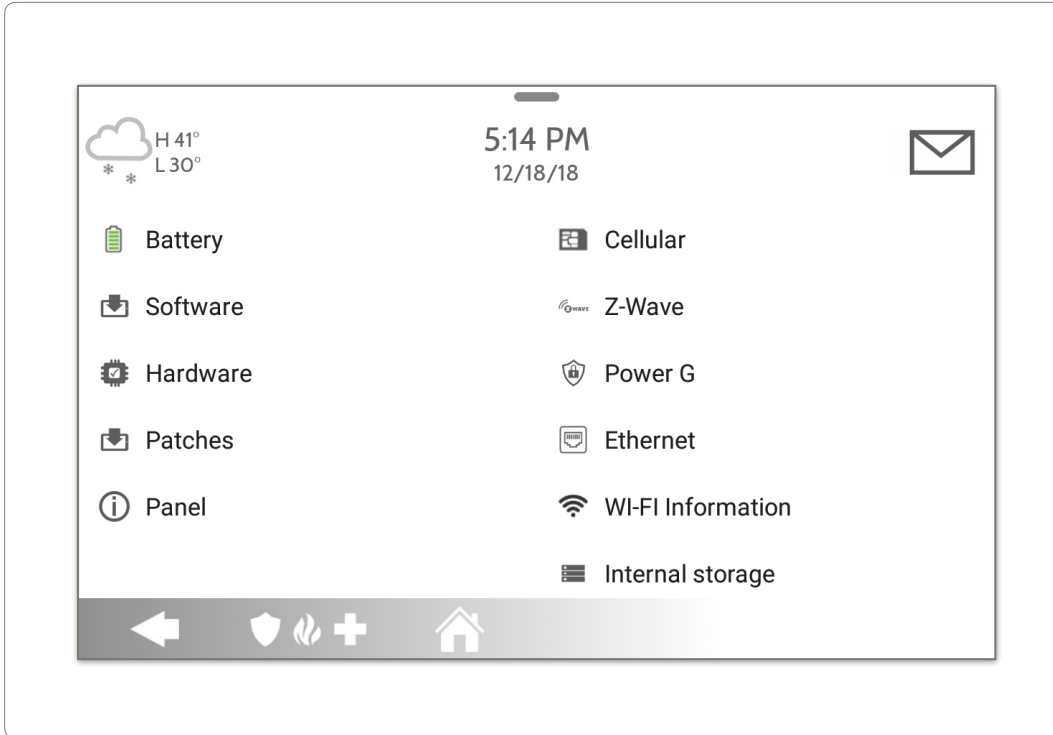 H 41°
L 30°
5:14 PM
12/18/18
Battery
Software
Hardware
Patches
Panel
Cellular
Z WAVE Z-Wave
Power G
Ethernet
WI-FI Information
Internal storage